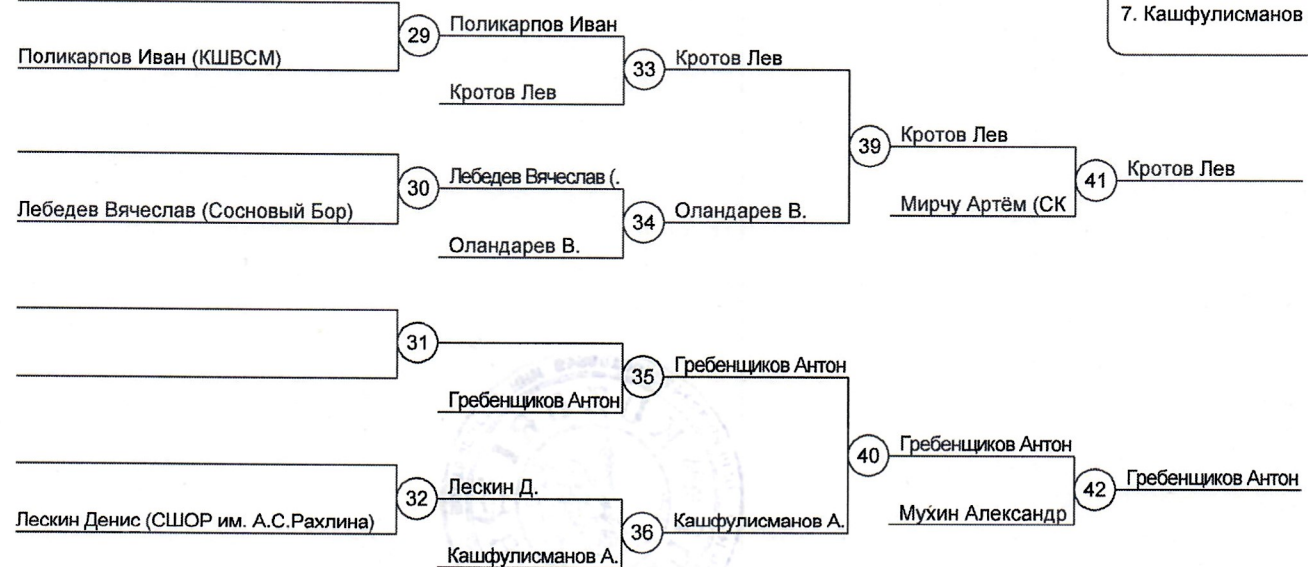 7. Кашфулисманов
29
Поликарпов Иван
Поликарпов Иван (КШВСМ)
33
Кротов Лев
Кротов Лев
39
Кротов Лев
30
Лебедев Вячеслав (.
41
Кротов Лев
Лебедев Вячеслав (Сосновый Бор)
34
Оландарев В.
Мирчу Артём (СК
Оландарев В.
31
35
Гребенщиков Антон
Гребенщиков Антон
40
Гребенщиков Антон
32
Лескин Д.
42
Гребенщиков Антон
Лескин Денис (СШОР им. А.С.Рахлина)
36
Кашфулисманов А.
Мухин Александр
Кашфулисманов А.